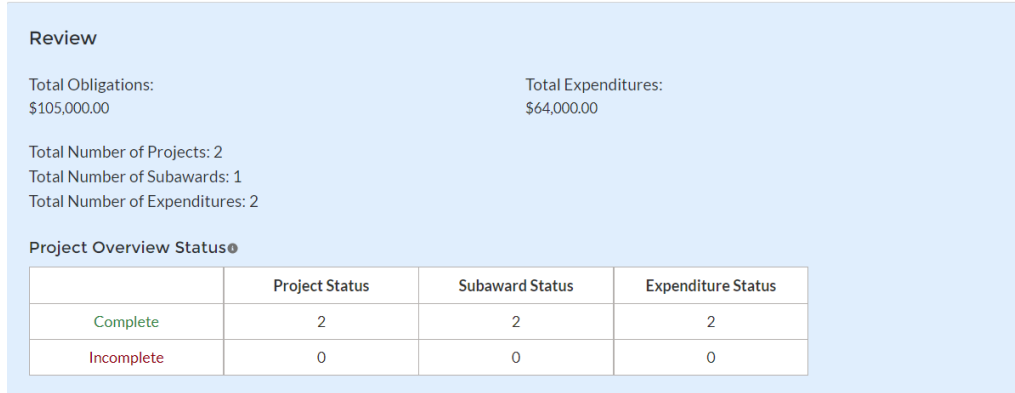 Review
Total Obligations: Total Expenditures:
$105,000.00 $64,000.00
Total Number of Projects: 2
Total Number of Subawards: 1
Total Number of Expenditures: 2
Project Overview Status
Project Status Subaward Status Expenditure Status
Complete 2 2 2
Incomplete 0 0 0